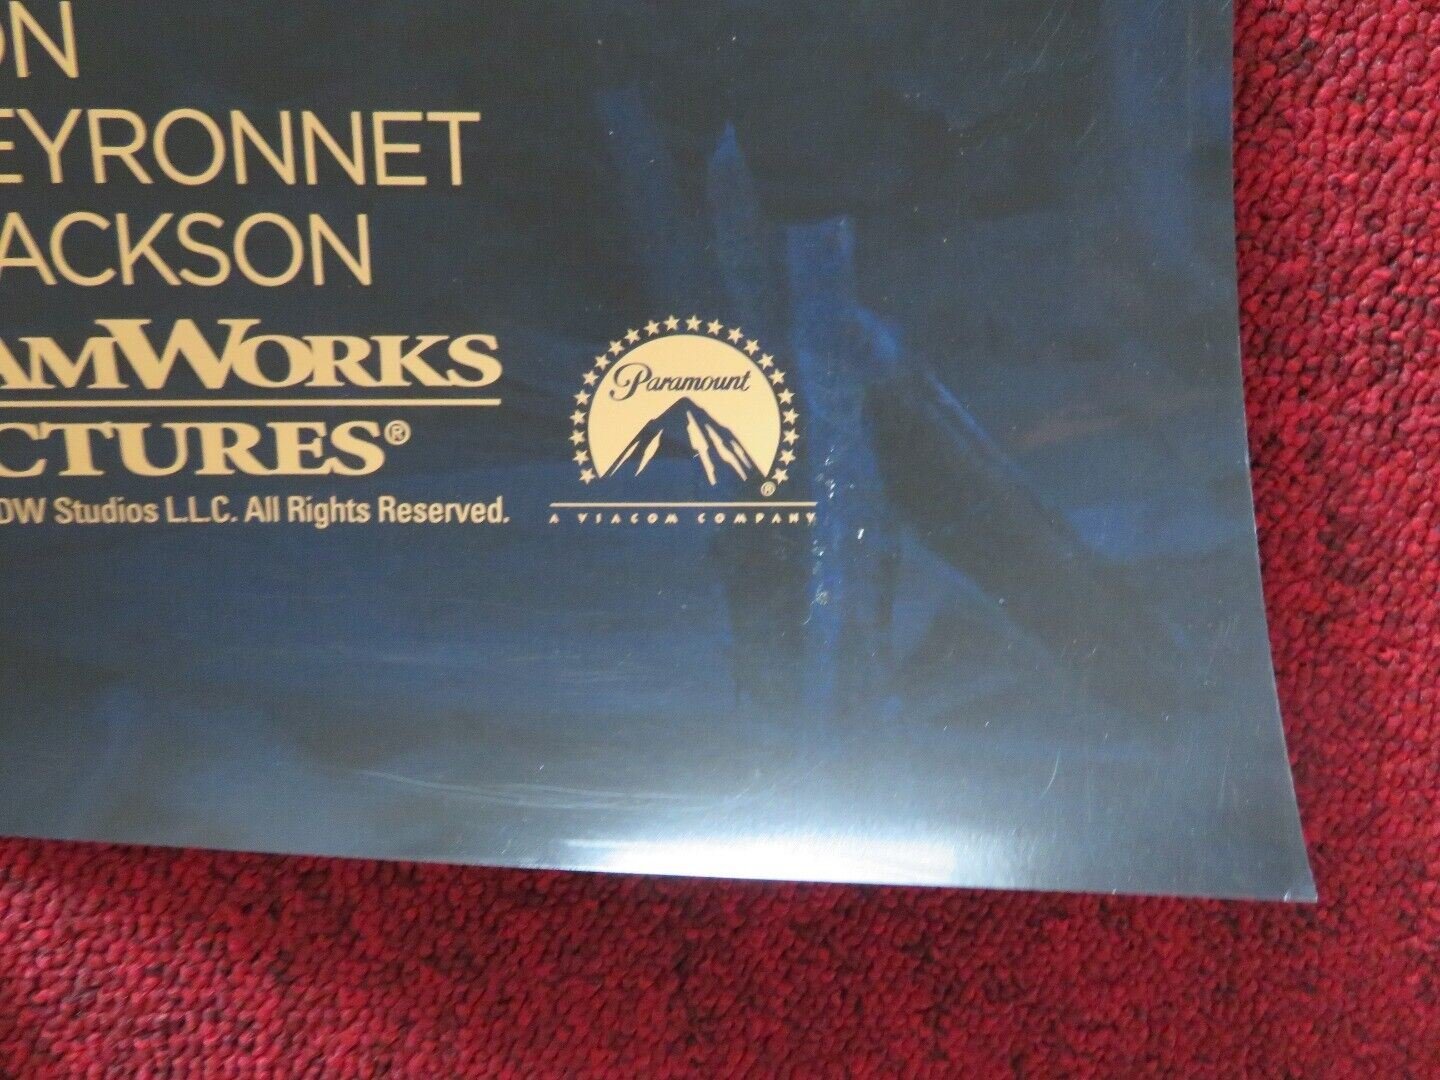 ON
EYRONNET
ACKSON
AMWORKS
CTURES®
DW Studios L.L.C. All Rights Reserved.
Paramount
®
A VIACOM COMPANY